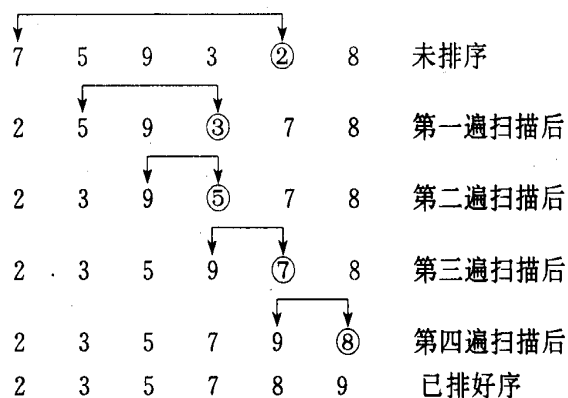 7 5 9 3 ② 8 未排序
2 5 9 ③ 7 8 第一遍扫描后
2 3 9 ⑤ 7 8 第二遍扫描后
2 3 5 9 ⑦ 8 第三遍扫描后
2 3 5 7 9 ⑧ 第四遍扫描后
2 3 5 7 8 9 已排好序